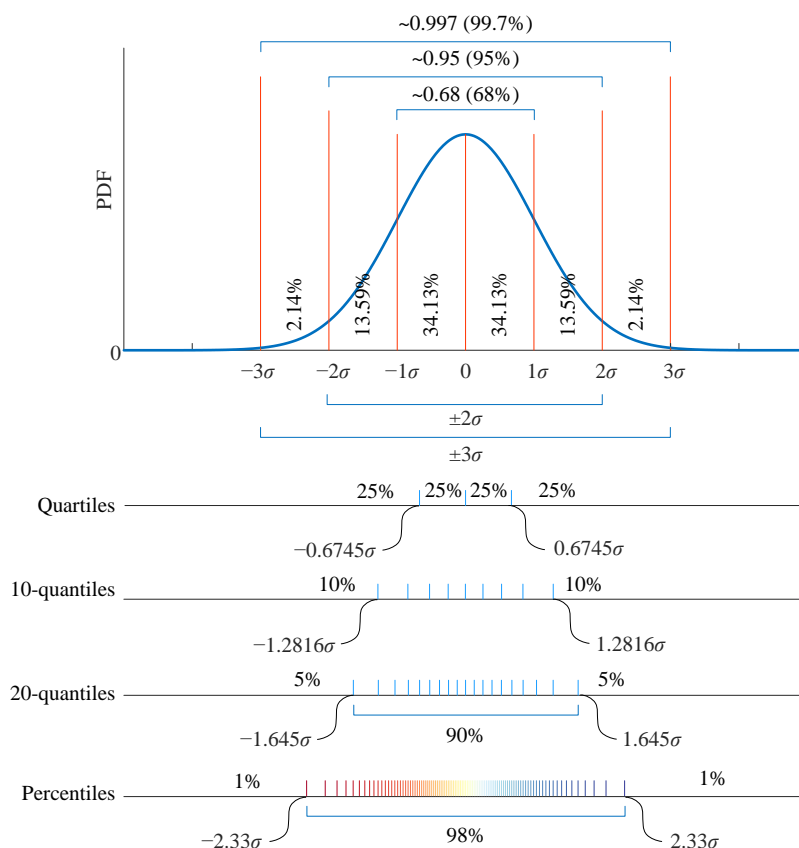 ~0.997 (99.7%)
~0.95 (95%)
~0.68 (68%)
PDF
2.14% 13.59% 34.13% 34.13% 13.59% 2.14%
0
−3σ −2σ −1σ 0 1σ 2σ 3σ
±2σ
±3σ
Quartiles 25% 25% 25% 25%
−0.6745σ 0.6745σ
10-quantiles 10% 10%
−1.2816σ 1.2816σ
20-quantiles 5% 5%
−1.645σ 90% 1.645σ
Percentiles 1% 1%
−2.33σ 98% 2.33σ